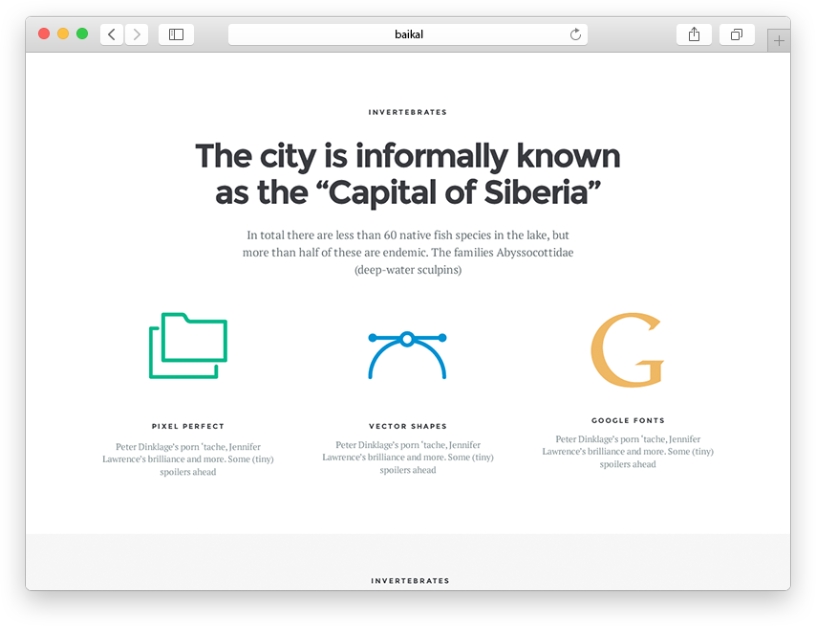 baikal
INVERTEBRATES
The city is informally known
as the “Capital of Siberia”
In total there are less than 60 native fish species in the lake, but
more than half of these are endemic. The families Abyssocottidae
(deep-water sculpins)
G
PIXEL PERFECT
Peter Dinklage’s porn ‘tache, Jennifer
Lawrence’s brilliance and more. Some (tiny)
spoilers ahead
VECTOR SHAPES
Peter Dinklage’s porn ‘tache, Jennifer
Lawrence’s brilliance and more. Some (tiny)
spoilers ahead
GOOGLE FONTS
Peter Dinklage’s porn ‘tache, Jennifer
Lawrence’s brilliance and more. Some (tiny)
spoilers ahead
INVERTEBRATES